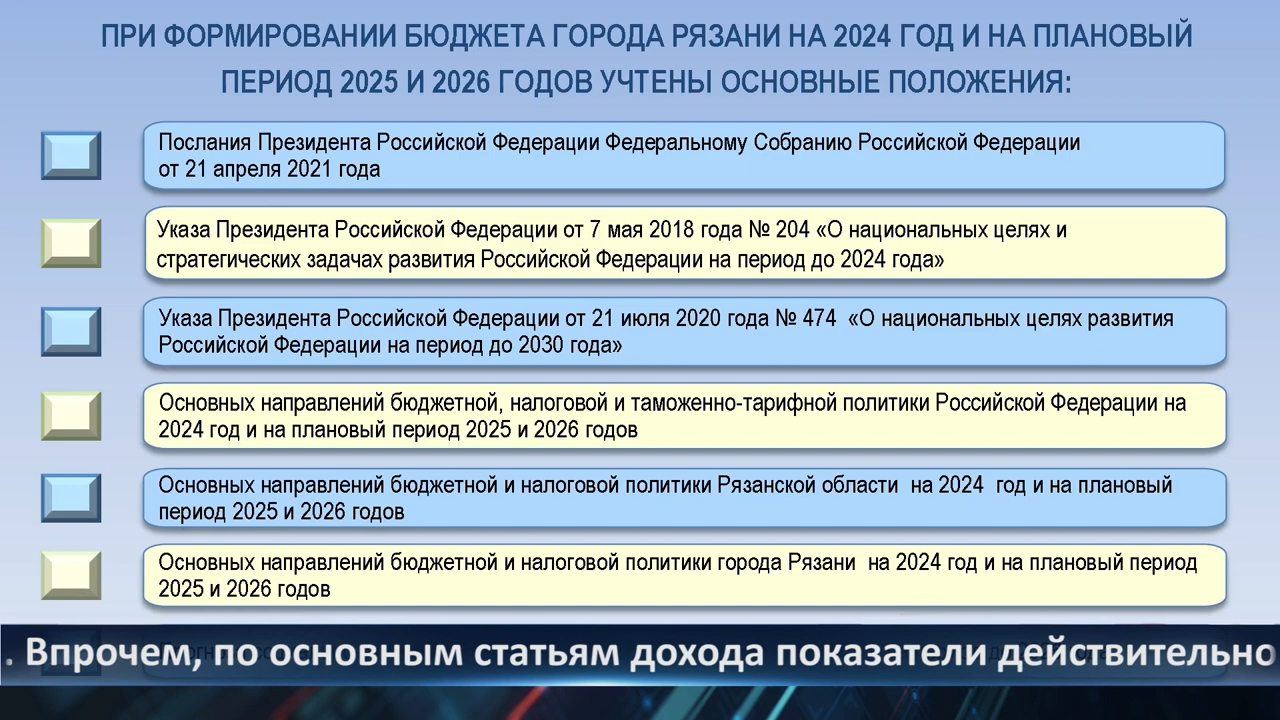 ПРИ ФОРМИРОВАНИИ БЮДЖЕТА ГОРОДА РЯЗАНИ НА 2024 ГОД И НА ПЛАНОВЫЙ
ПЕРИОД 2025 И 2026 ГОДОВ УЧТЕНЫ ОСНОВНЫЕ ПОЛОЖЕНИЯ:
Послания Президента Российской Федерации Федеральному Собранию Российской Федерации
от 21 апреля 2021 года
Указа Президента Российской Федерации от 7 мая 2018 года № 204 «О национальных целях и
стратегических задачах развития Российской Федерации на период до 2024 года»
Указа Президента Российской Федерации от 21 июля 2020 года № 474 «О национальных целях развития
Российской Федерации на период до 2030 года»
Основных направлений бюджетной, налоговой и таможенно-тарифной политики Российской Федерации на
2024 год и на плановый период 2025 и 2026 годов
Основных направлений бюджетной и налоговой политики Рязанской области на 2024 год и на плановый
период 2025 и 2026 годов
Основных направлений бюджетной и налоговой политики города Рязани на 2024 год и на плановый период
2025 и 2026 годов
. Впрочем, по основным статьям дохода показатели действительно